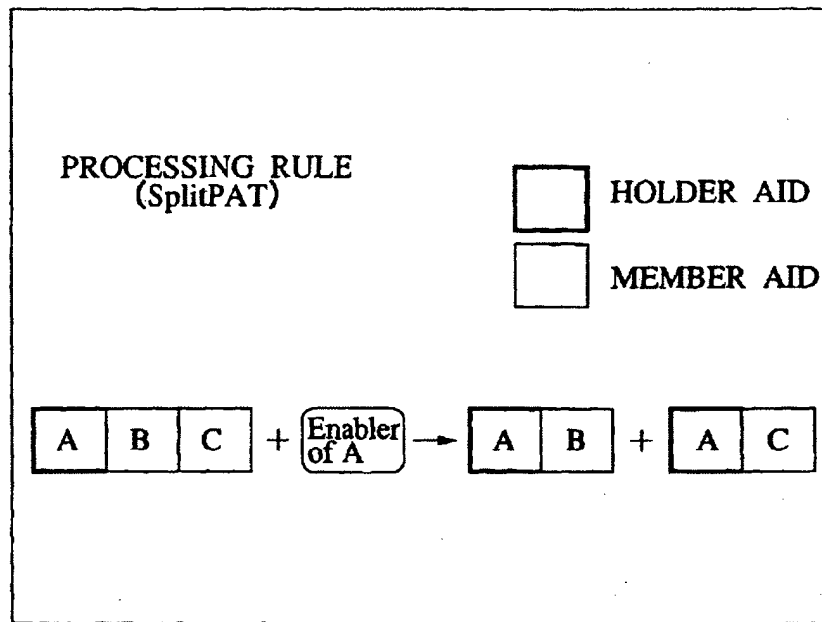 PROCESSING RULE
(SplitPAT)
HOLDER AID
MEMBER AID
A B C + Enabler of A → A B + A C